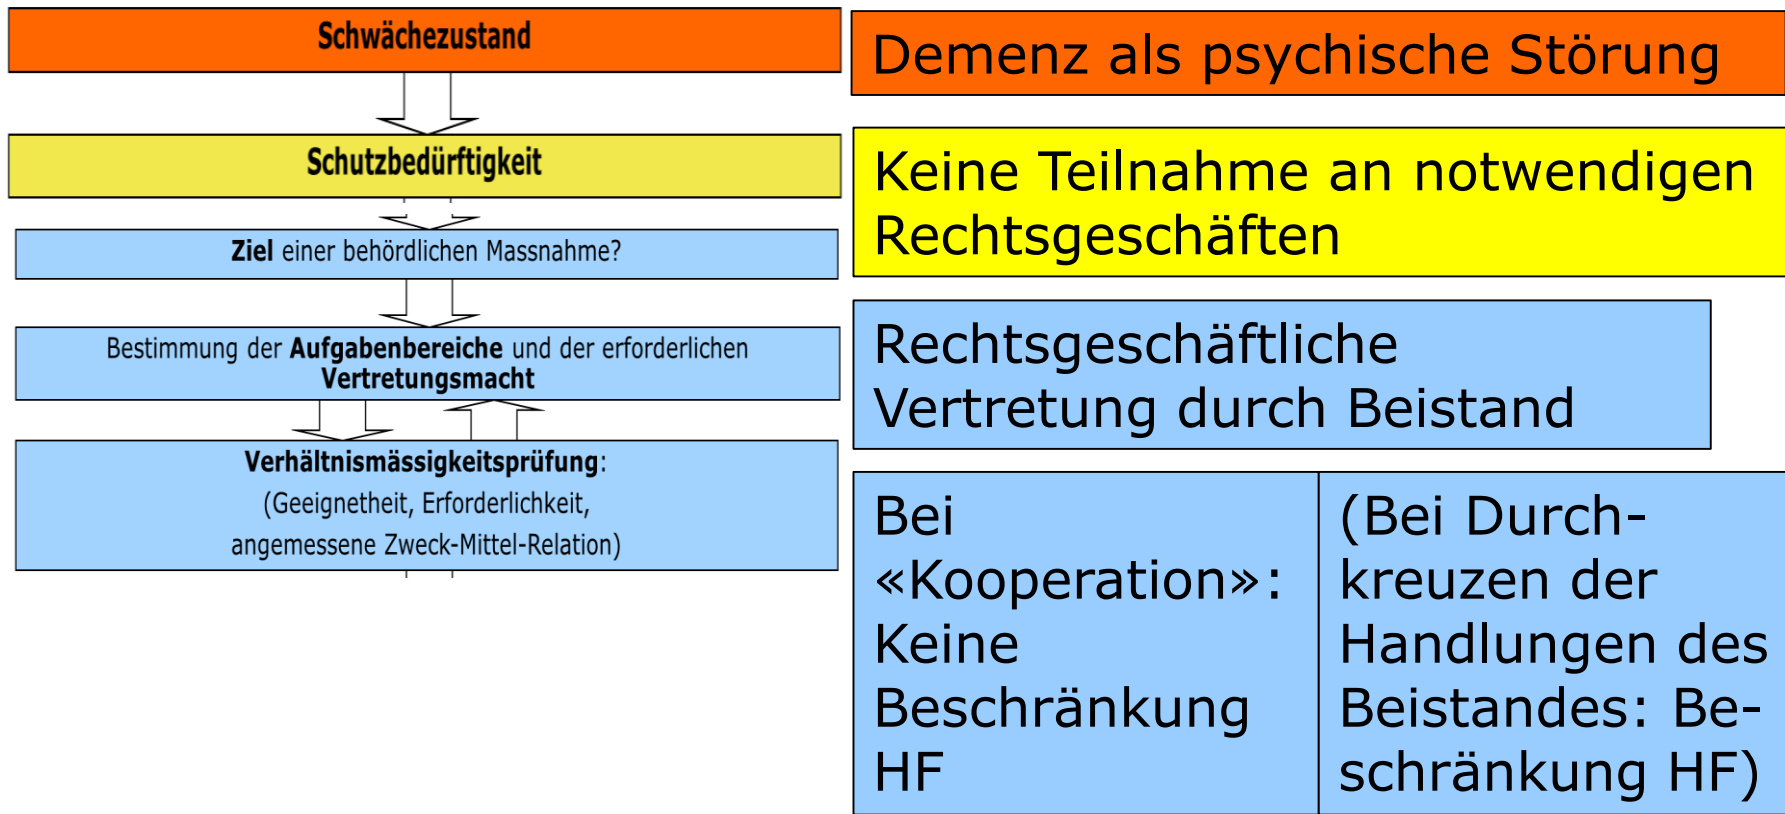 Schwächezustand
Schutzbedürftigkeit
Ziel einer behördlichen Massnahme?
Bestimmung der Aufgabenbereiche und der erforderlichen
Vertretungsmacht
Verhältnismässigkeitsprüfung:
(Geeignetheit, Erforderlichkeit,
angemessene Zweck-Mittel-Relation)
Demenz als psychische Störung
Keine Teilnahme an notwendigen
Rechtsgeschäften
Rechtsgeschäftliche
Vertretung durch Beistand
Bei
«Kooperation»:
Keine
Beschränkung
HF
(Bei Durch-
kreuzen der
Handlungen des
Beistandes: Be-
schränkung HF)